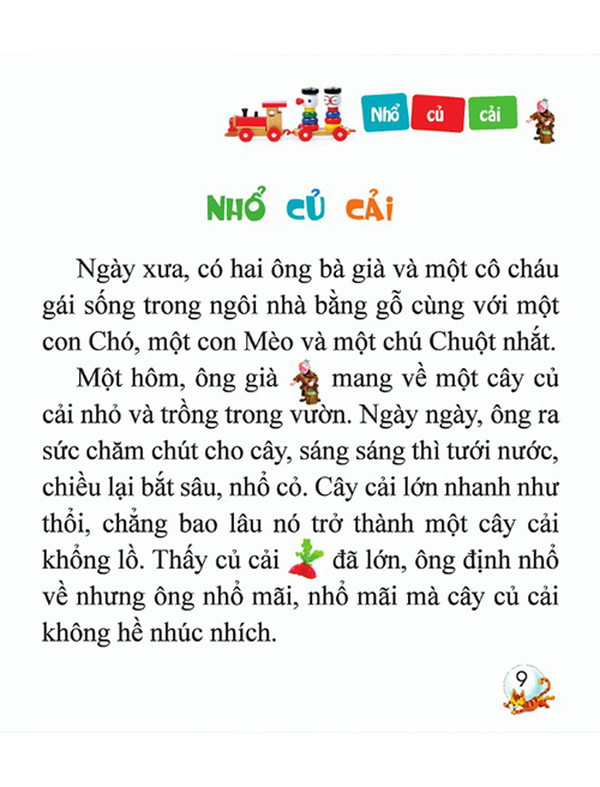 Nhổ củ cải
NHỔ CỦ CẢI
Ngày xưa, có hai ông bà già và một cô cháu
gái sống trong ngôi nhà bằng gỗ cùng với một
con Chó, một con Mèo và một chú Chuột nhắt.
Một hôm, ông già mang về một cây củ
cải nhỏ và trồng trong vườn. Ngày ngày, ông ra
sức chăm chút cho cây, sáng sáng thì tưới nước,
chiều lại bắt sâu, nhổ cỏ. Cây cải lớn nhanh như
thổi, chẳng bao lâu nó trở thành một cây cải
khổng lồ. Thấy củ cải đã lớn, ông định nhổ
về nhưng ông nhổ mãi, nhổ mãi mà cây củ cải
không hề nhúc nhích.
9